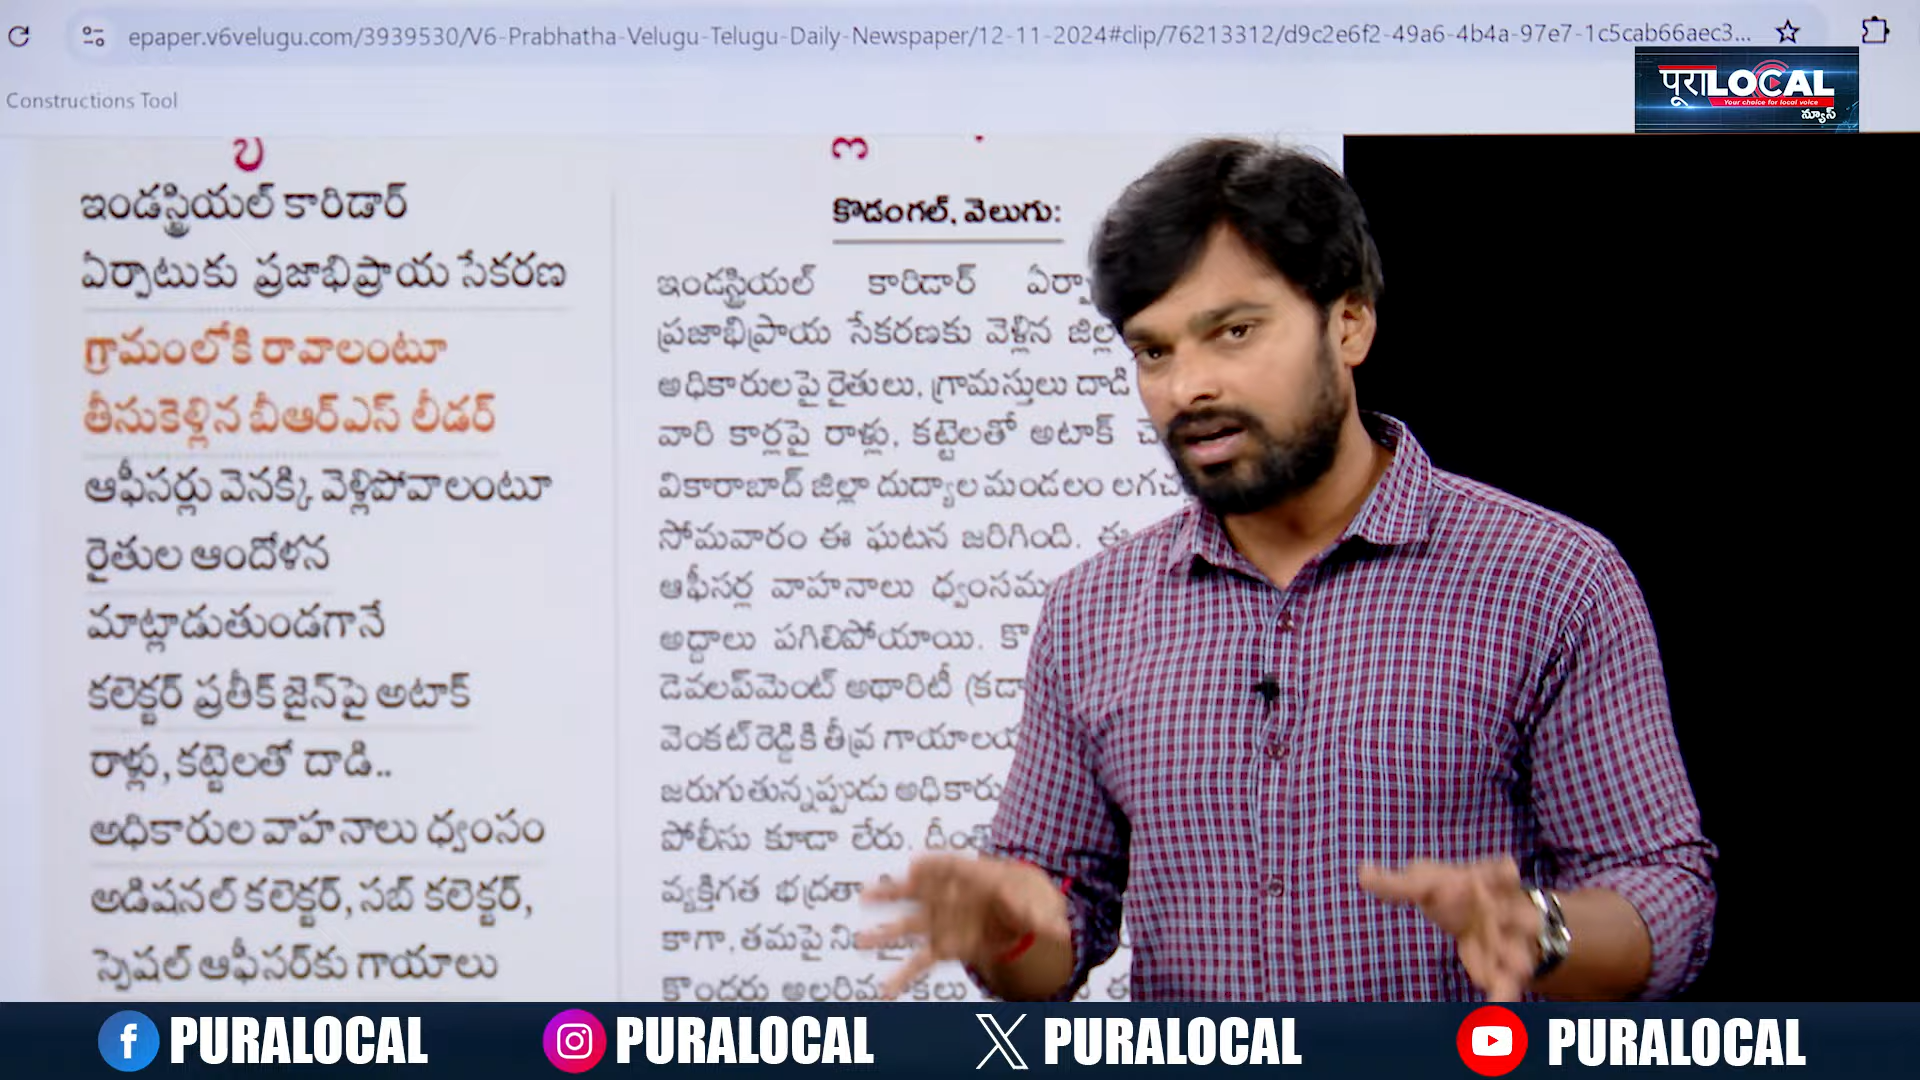 epaper.v6velugu.com/3939530/V6-Prabhatha-Velugu-Telugu-Daily-Newspaper/12-11-2024#clip/76213312/d9c2e6f2-49a6-4b4a-97e7-1c5cab66aec3...
Constructions Tool
पूरा LOCAL
Your choice for local voice
న్యూస్
ఇండస్ట్రియల్ కారిడార్
ఏర్పాటుకు ప్రజాభిప్రాయ సేకరణ
గ్రామంలోకి రావాలంటూ
తీసుకెళ్లిన బీఆర్ఎస్ లీడర్
ఆఫీసర్లు వెనక్కి వెళ్లిపోవాలంటూ
రైతుల ఆందోళన
మాట్లాడుతుండగానే
కలెక్టర్ ప్రతీక్ జైన్‌పై అటాక్
రాళ్లు, కట్టెలతో దాడి..
అధికారుల వాహనాలు ధ్వంసం
అడిషనల్ కలెక్టర్, సబ్ కలెక్టర్,
స్పెషల్ ఆఫీసర్‌కు గాయాలు
కొడంగల్, వెలుగు:
ఇండస్ట్రియల్ కారిడార్
ప్రజాభిప్రాయ సేకరణకు వెళ్లిన
అధికారులపై రైతులు, గ్రామస్తులు దాడి
వారి కార్లపై రాళ్లు, కట్టెలతో అటాక్
వికారాబాద్ జిల్లా దుద్యాల మండలం
సోమవారం ఈ ఘటన జరిగింది.
ఆఫీసర్ల వాహనాలు
అద్దాలు పగిలిపోయాయి.
డెవలప్‌మెంట్ అథారిటీ
వెంకట్ రెడ్డికి తీవ్ర
జరుగుతున్నప్పుడు
పోలీసు కూడా లేరు.
వ్యక్తిగత
కాగా, తమపై
కొందరు
PURALOCAL PURALOCAL PURALOCAL PURALOCAL